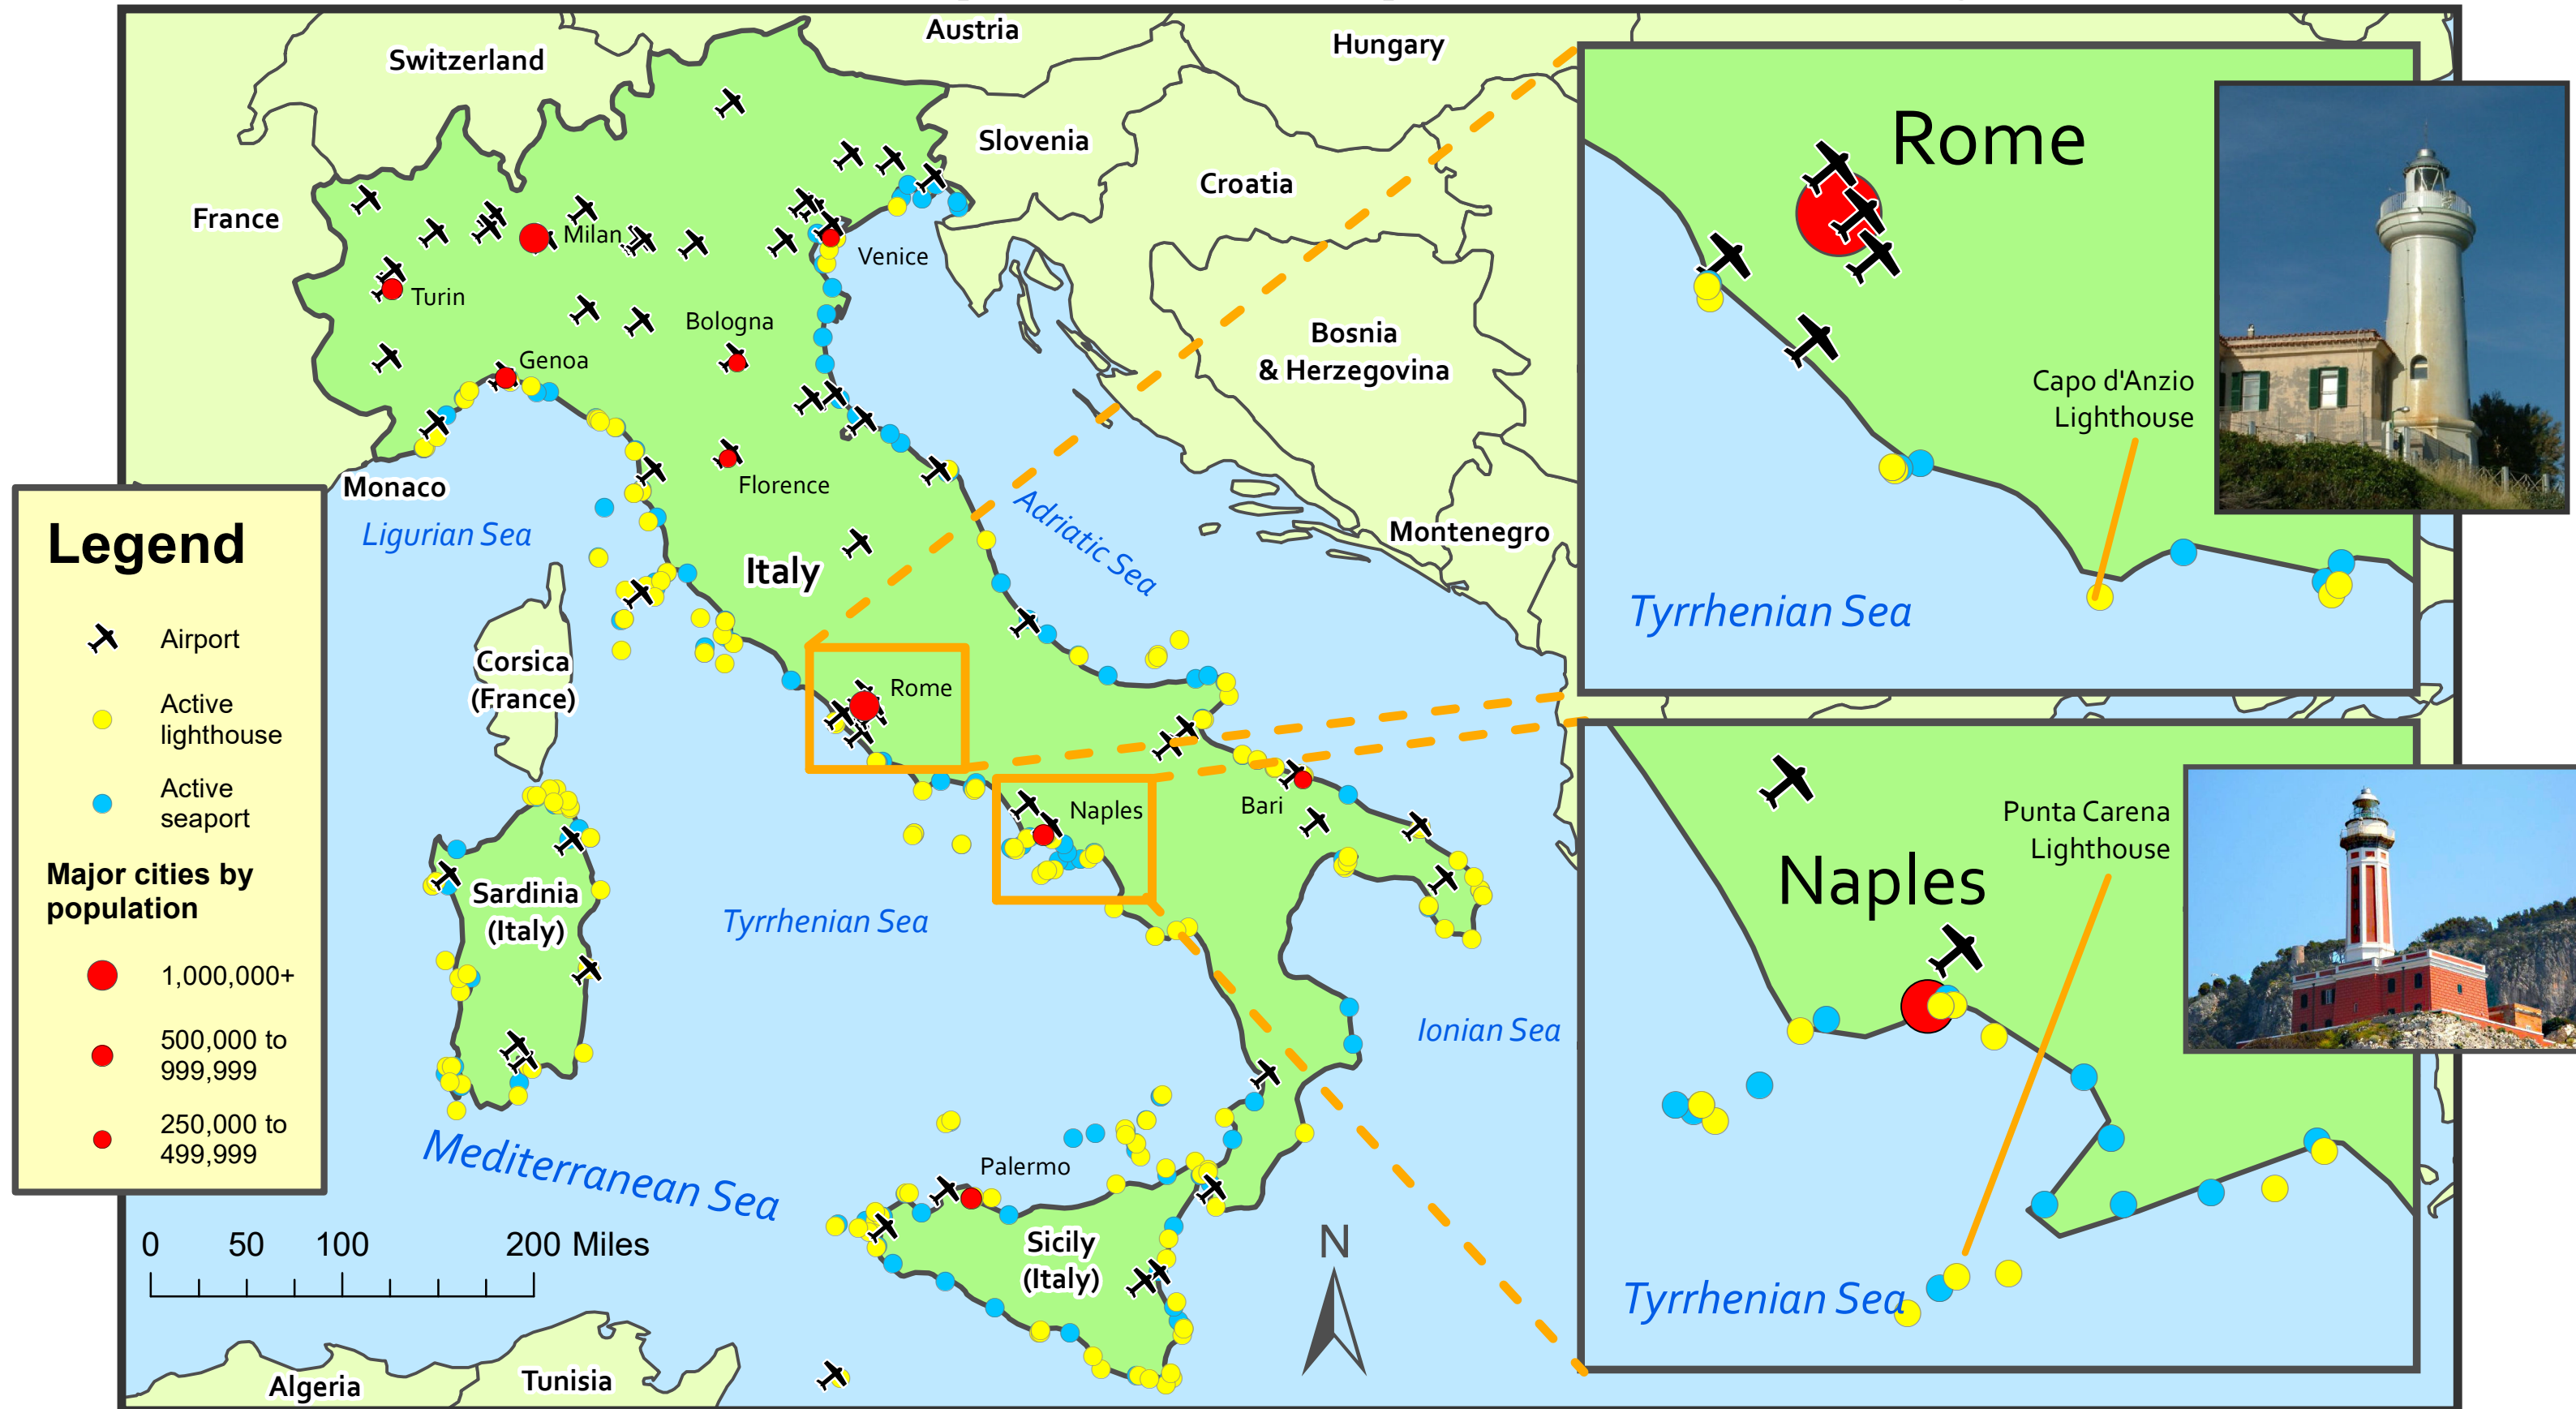 Switzerland
Austria
Hungary
Slovenia
Croatia
France
Milan
Venice
Turin
Bologna
Genoa
Bosnia
& Herzegovina
Florence
Monaco
Ligurian Sea
Adriatic Sea
Montenegro
Italy
Corsica
(France)
Rome
Naples
Bari
Sardinia
(Italy)
Tyrrhenian Sea
Ionian Sea
Mediterranean Sea
Palermo
Sicily
(Italy)
Algeria
Tunisia
N
0 50 100 200 Miles
Legend
Airport
Active
lighthouse
Active
seaport
Major cities by
population
1,000,000+
500,000 to
999,999
250,000 to
499,999
Rome
Capo d'Anzio
Lighthouse
Tyrrhenian Sea
Punta Carena
Lighthouse
Naples
Tyrrhenian Sea